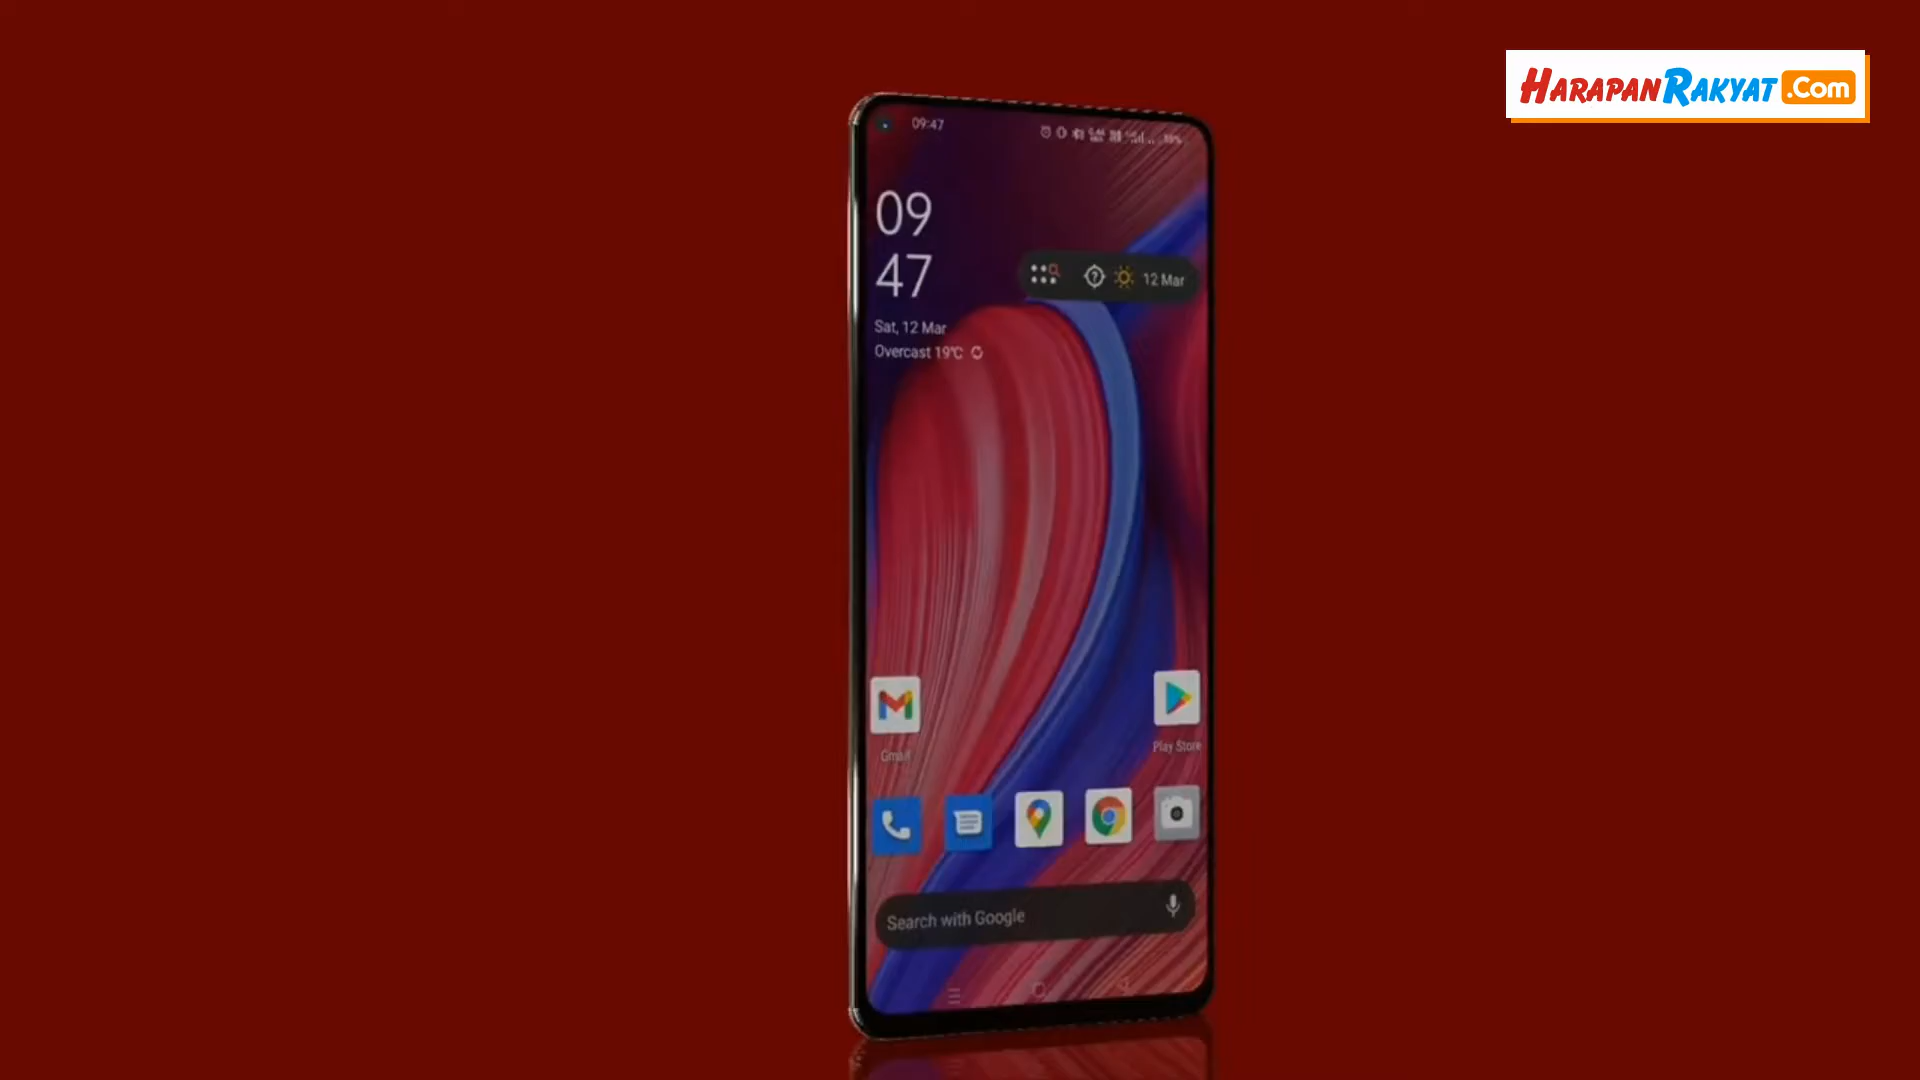 HARAPANRAKYAT.Com
09:47
09
47
12 Mar
Sat, 12 Mar
Overcast 19°C
Gmail
Play Store
Search with Google